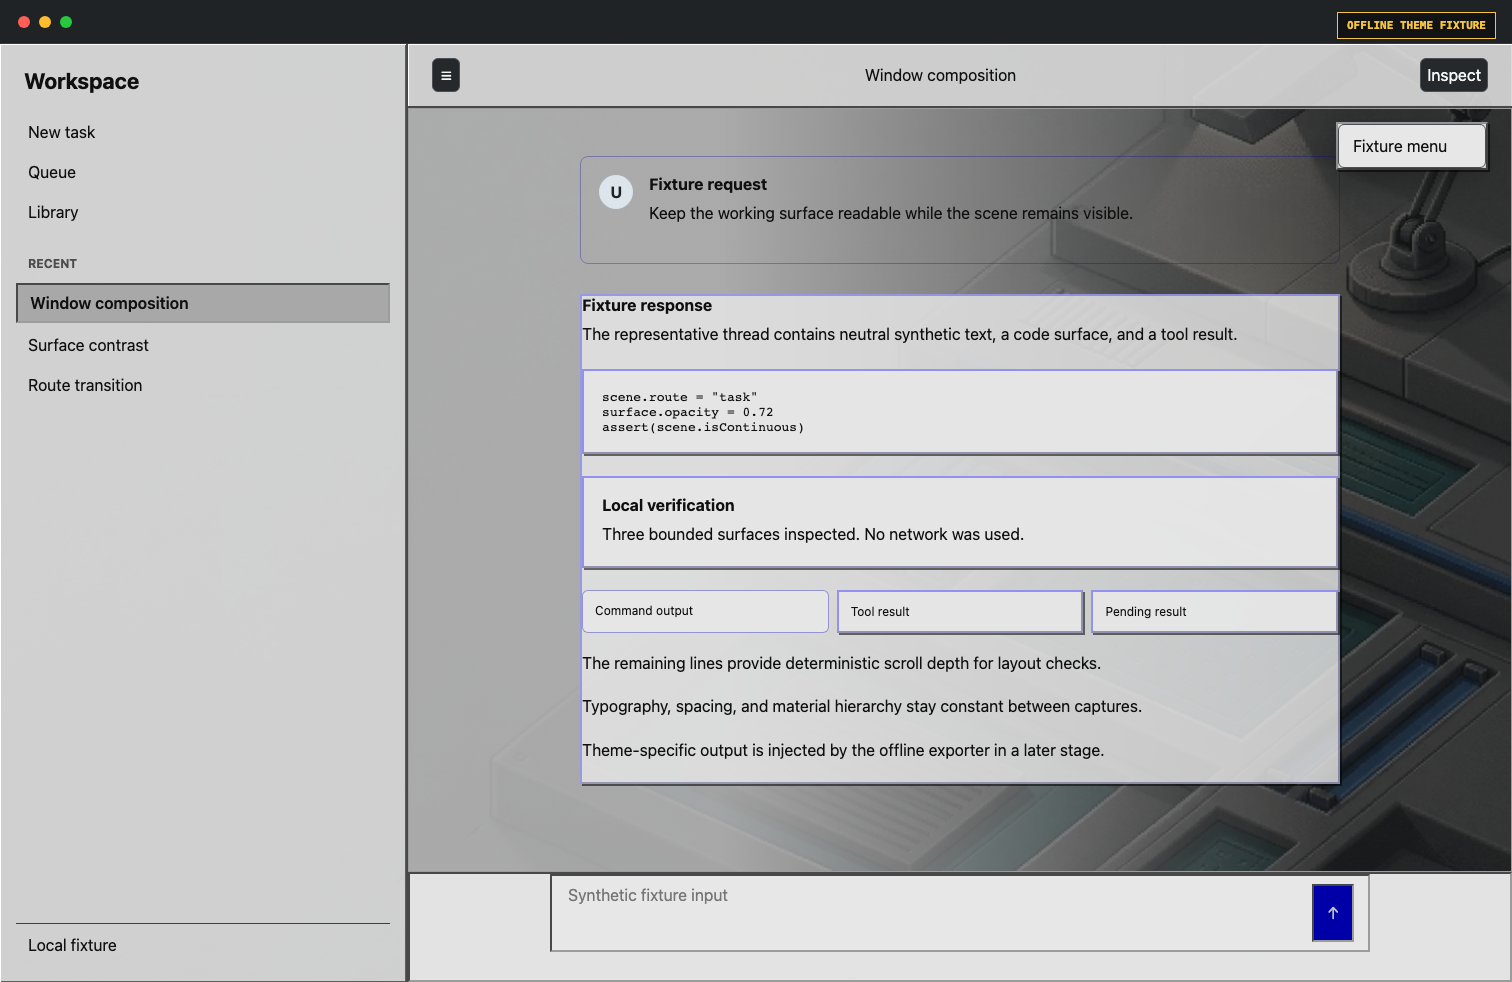 OFFLINE THEME FIXTURE
Workspace
New task
Queue
Library
RECENT
Window composition
Surface contrast
Route transition
Local fixture
Window composition
Inspect
Fixture menu
U
Fixture request
Keep the working surface readable while the scene remains visible.
Fixture response
The representative thread contains neutral synthetic text, a code surface, and a tool result.
scene.route = "task"
surface.opacity = 0.72
assert(scene.isContinuous)
Local verification
Three bounded surfaces inspected. No network was used.
Command output
Tool result
Pending result
The remaining lines provide deterministic scroll depth for layout checks.
Typography, spacing, and material hierarchy stay constant between captures.
Theme-specific output is injected by the offline exporter in a later stage.
Synthetic fixture input